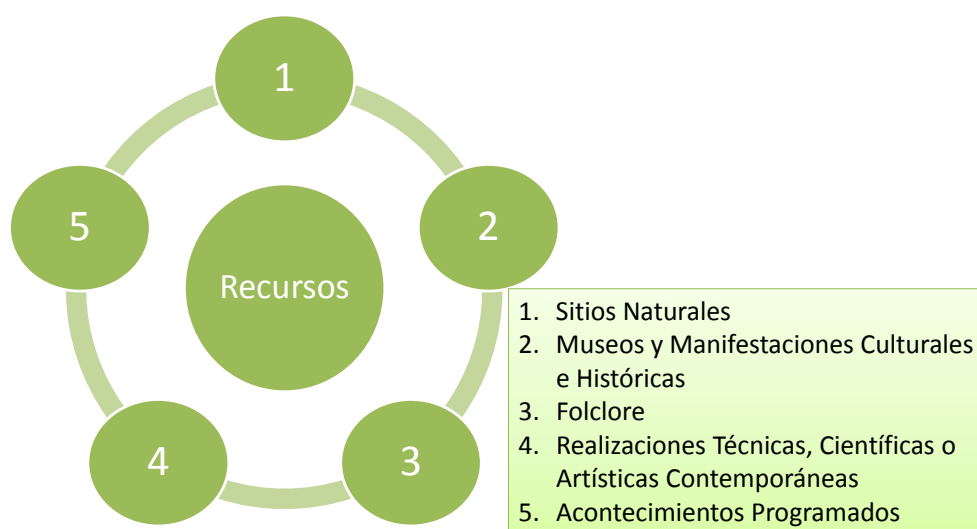 1
2
3
4
5
Recursos
1. Sitios Naturales
2. Museos y Manifestaciones Culturales
e Históricas
3. Folclore
4. Realizaciones Técnicas, Científicas o
Artísticas Contemporáneas
5. Acontecimientos Programados